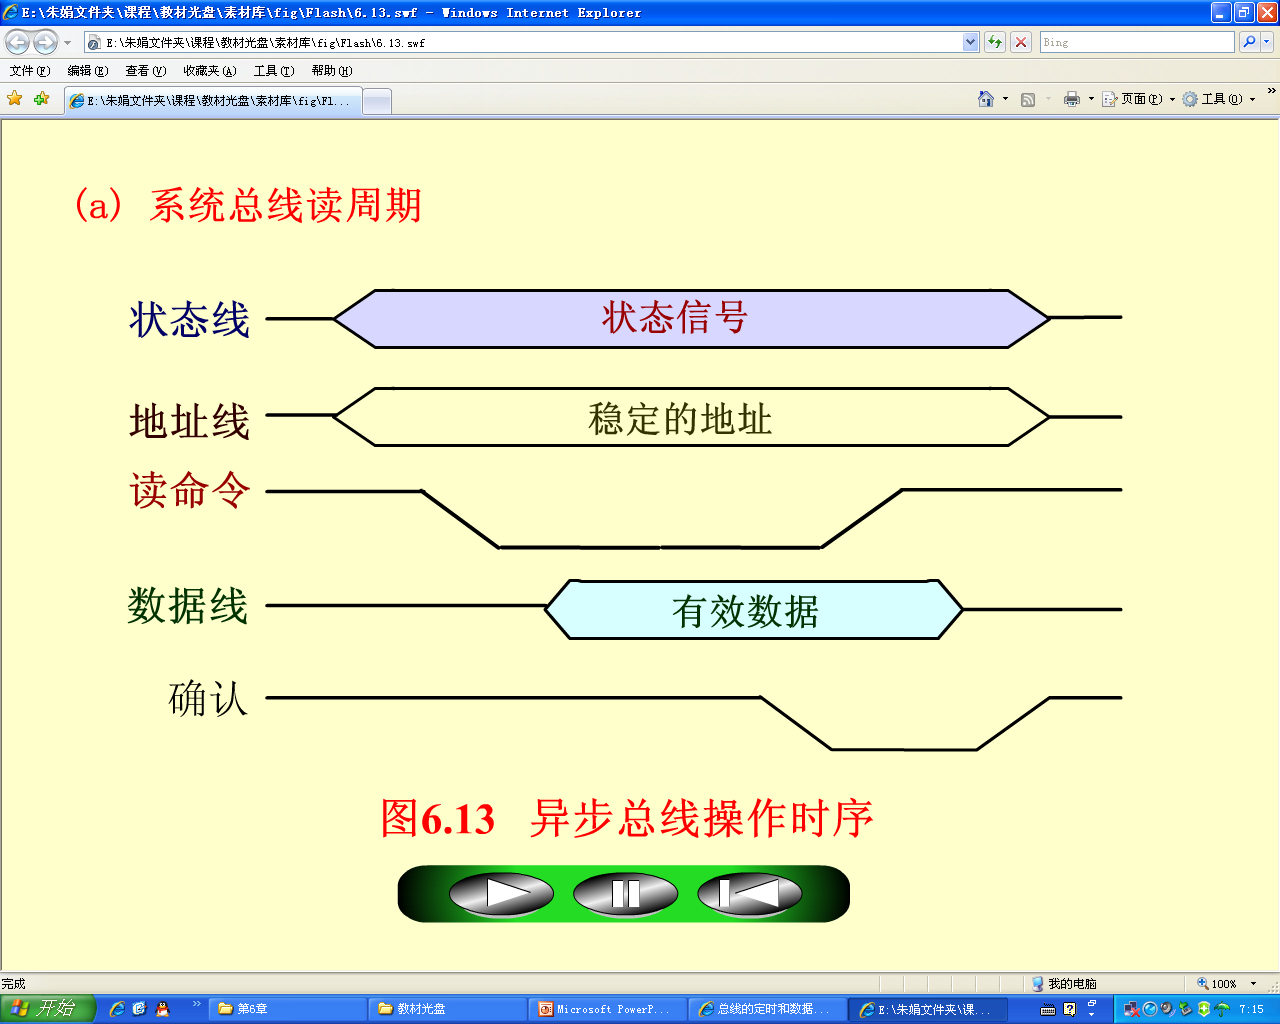 E:\朱娟文件夹\课程\教材光盘\素材库\fig\Flash\6.13.swf - Windows Internet Explorer
E:\朱娟文件夹\课程\教材光盘\素材库\fig\Flash\6.13.swf
Bing
文件(F) 编辑(E) 查看(V) 收藏夹(A) 工具(T) 帮助(H)
E:\朱娟文件夹\课程\教材光盘\素材库\fig\Fl...
页面(P) 工具(O)
(a) 系统总线读周期
状态线 状态信号
地址线 稳定的地址
读命令
数据线 有效数据
确认
图6.13 异步总线操作时序
完成 我的电脑 100%
开始 第6章 教材光盘 Microsoft PowerP... 总线的定时和数据... E:\朱娟文件夹\课... 7:15